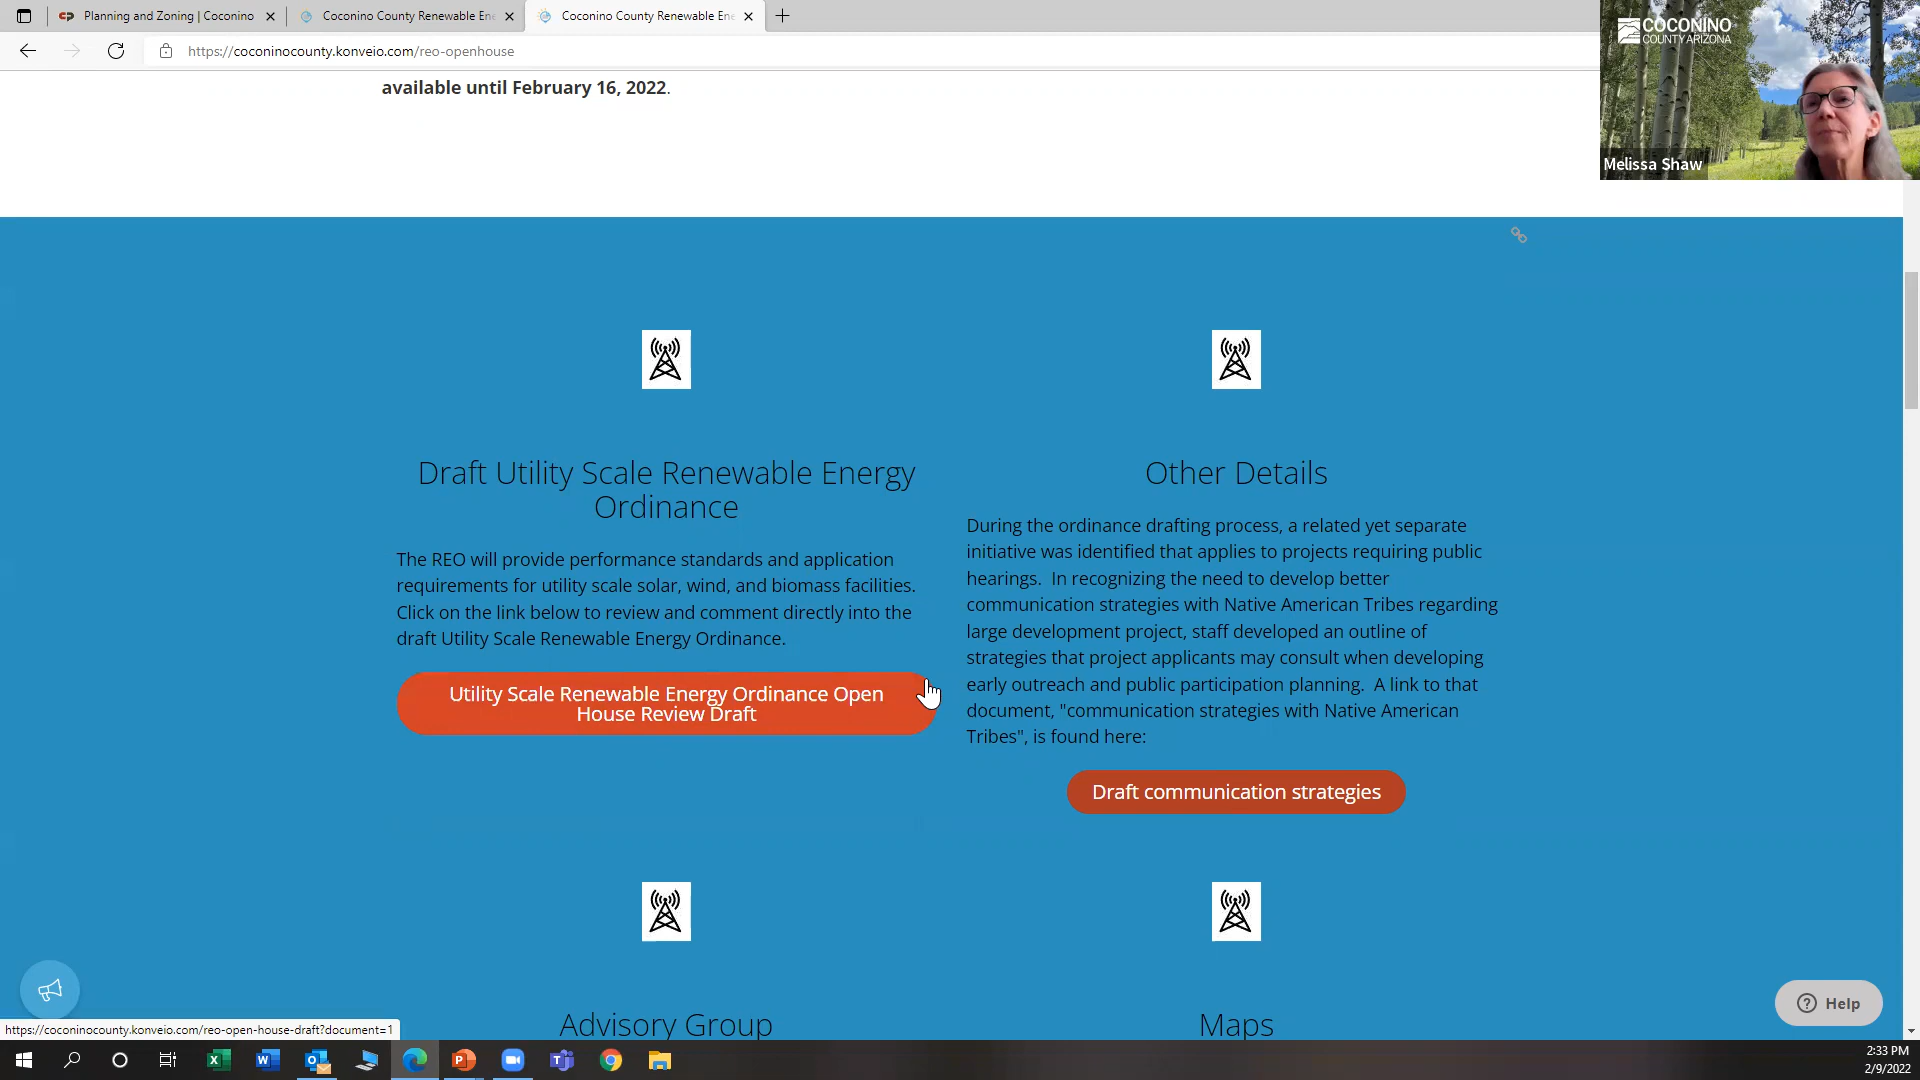 Planning and Zoning | Coconino
Coconino County Renewable Ene
Coconino County Renewable Ene
https://coconinocounty.konveio.com/reo-openhouse
COCONINO
COUNTY ARIZONA
Melissa Shaw
available until February 16, 2022.
Draft Utility Scale Renewable Energy
Ordinance
The REO will provide performance standards and application
requirements for utility scale solar, wind, and biomass facilities.
Click on the link below to review and comment directly into the
draft Utility Scale Renewable Energy Ordinance.
Utility Scale Renewable Energy Ordinance Open
House Review Draft
Other Details
During the ordinance drafting process, a related yet separate
initiative was identified that applies to projects requiring public
hearings.  In recognizing the need to develop better
communication strategies with Native American Tribes regarding
large development project, staff developed an outline of
strategies that project applicants may consult when developing
early outreach and public participation planning.  A link to that
document, "communication strategies with Native American
Tribes", is found here:
Draft communication strategies
Advisory Group
Maps
Help
https://coconinocounty.konveio.com/reo-open-house-draft?document=1
2:33 PM
2/9/2022